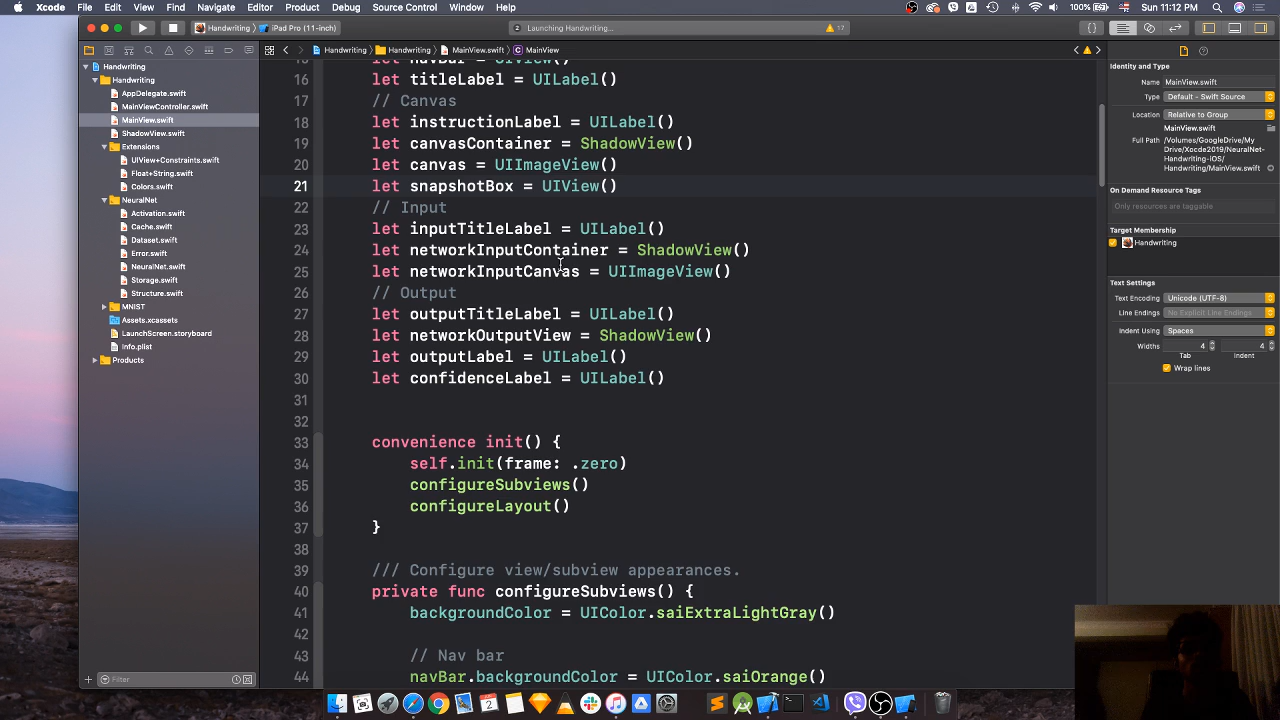 Xcode File Edit View Find Navigate Editor Product Debug Source Control Window Help
100% Sun 11:12 PM
Handwriting iPad Pro (11-inch)
Launching Handwriting...
17
Handwriting Handwriting MainView.swift MainView
Handwriting
Handwriting
AppDelegate.swift
MainViewController.swift
MainView.swift
ShadowView.swift
Extensions
UIView+Constraints.swift
Float+String.swift
Colors.swift
NeuralNet
Activation.swift
Cache.swift
Dataset.swift
Error.swift
NeuralNet.swift
Storage.swift
Structure.swift
MNIST
Assets.xcassets
LaunchScreen.storyboard
Info.plist
Products
Filter
15 let navBar = UIView()
16 let titleLabel = UILabel()
17 // Canvas
18 let instructionLabel = UILabel()
19 let canvasContainer = ShadowView()
20 let canvas = UIImageView()
21 let snapshotBox = UIView()
22 // Input
23 let inputTitleLabel = UILabel()
24 let networkInputContainer = ShadowView()
25 let networkInputCanvas = UIImageView()
26 // Output
27 let outputTitleLabel = UILabel()
28 let networkOutputView = ShadowView()
29 let outputLabel = UILabel()
30 let confidenceLabel = UILabel()
31
32
33 convenience init() {
34 self.init(frame: .zero)
35 configureSubviews()
36 configureLayout()
37 }
38
39 /// Configure view/subview appearances.
40 private func configureSubviews() {
41 backgroundColor = UIColor.saiExtraLightGray()
42
43 // Nav bar
44 navBar.backgroundColor = UIColor.saiOrange()
Identity and Type
Name MainView.swift
Type Default - Swift Source
Location Relative to Group
MainView.swift
Full Path /Volumes/GoogleDrive/My
Drive/Xcode2019/NeuralNet-
Handwriting-iOS/
Handwriting/MainView.swift
On Demand Resource Tags
Only resources are taggable
Target Membership
Handwriting
Text Settings
Text Encoding Unicode (UTF-8)
Line Endings No Explicit Line Endings
Indent Using Spaces
Widths 4 4
Tab Indent
Wrap lines
2